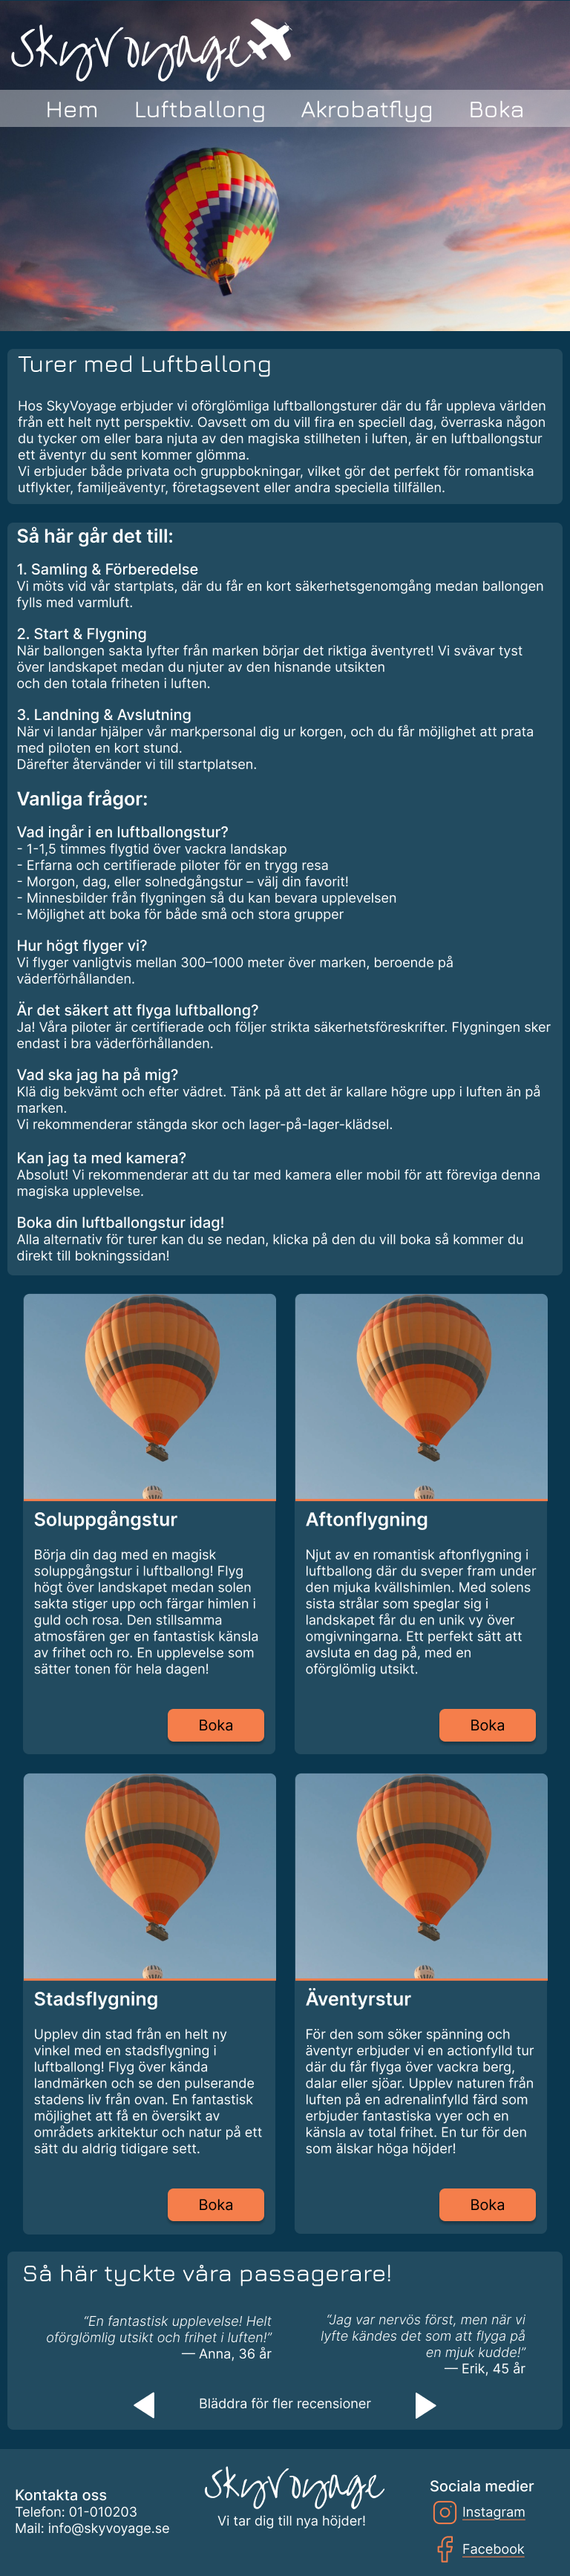 SkyVoyage
Hem Luftballong Akrobatflyg Boka
Turer med Luftballong
Hos SkyVoyage erbjuder vi oförglömliga luftballongsturer där du får uppleva världen
från ett helt nytt perspektiv. Oavsett om du vill fira en speciell dag, överraska någon
du tycker om eller bara njuta av den magiska stillheten i luften, är en luftballongstur
ett äventyr du sent kommer glömma.
Vi erbjuder både privata och gruppbokningar, vilket gör det perfekt för romantiska
utflykter, familjeäventyr, företagsevent eller andra speciella tillfällen.
Så här går det till:
1. Samling & Förberedelse
Vi möts vid vår startplats, där du får en kort säkerhetsgenomgång medan ballongen
fylls med varmluft.
2. Start & Flygning
När ballongen sakta lyfter från marken börjar det riktiga äventyret! Vi svävar tyst
över landskapet medan du njuter av den hisnande utsikten
och den totala friheten i luften.
3. Landning & Avslutning
När vi landar hjälper vår markpersonal dig ur korgen, och du får möjlighet att prata
med piloten en kort stund.
Därefter återvänder vi till startplatsen.
Vanliga frågor:
Vad ingår i en luftballongstur?
- 1-1,5 timmes flygtid över vackra landskap
- Erfarna och certifierade piloter för en trygg resa
- Morgon, dag, eller solnedgångstur – välj din favorit!
- Minnesbilder från flygningen så du kan bevara upplevelsen
- Möjlighet att boka för både små och stora grupper
Hur högt flyger vi?
Vi flyger vanligtvis mellan 300–1000 meter över marken, beroende på
väderförhållanden.
Är det säkert att flyga luftballong?
Ja! Våra piloter är certifierade och följer strikta säkerhetsföreskrifter. Flygningen sker
endast i bra väderförhållanden.
Vad ska jag ha på mig?
Klä dig bekvämt och efter vädret. Tänk på att det är kallare högre upp i luften än på
marken.
Vi rekommenderar stängda skor och lager-på-lager-klädsel.
Kan jag ta med kamera?
Absolut! Vi rekommenderar att du tar med kamera eller mobil för att föreviga denna
magiska upplevelse.
Boka din luftballongstur idag!
Alla alternativ för turer kan du se nedan, klicka på den du vill boka så kommer du
direkt till bokningssidan!
Soluppgångstur
Börja din dag med en magisk
soluppgångstur i luftballong! Flyg
högt över landskapet medan solen
sakta stiger upp och färgar himlen i
guld och rosa. Den stillsamma
atmosfären ger en fantastisk känsla
av frihet och ro. En upplevelse som
sätter tonen för hela dagen!
Boka
Aftonflygning
Njut av en romantisk aftonflygning i
luftballong där du sveper fram under
den mjuka kvällshimlen. Med solens
sista strålar som speglar sig i
landskapet får du en unik vy över
omgivningarna. Ett perfekt sätt att
avsluta en dag på, med en
oförglömlig utsikt.
Boka
Stadsflygning
Upplev din stad från en helt ny
vinkel med en stadsflygning i
luftballong! Flyg över kända
landmärken och se den pulserande
stadens liv från ovan. En fantastisk
möjlighet att få en översikt av
områdets arkitektur och natur på ett
sätt du aldrig tidigare sett.
Boka
Äventyrstur
För den som söker spänning och
äventyr erbjuder vi en actionfylld tur
där du får flyga över vackra berg,
dalar eller sjöar. Upplev naturen från
luften på en adrenalinfylld färd som
erbjuder fantastiska vyer och en
känsla av total frihet. En tur för den
som älskar höga höjder!
Boka
Så här tyckte våra passagerare!
“En fantastisk upplevelse! Helt
oförglömlig utsikt och frihet i luften!”
— Anna, 36 år
“Jag var nervös först, men när vi
lyfte kändes det som att flyga på
en mjuk kudde!”
— Erik, 45 år
Bläddra för fler recensioner
Kontakta oss
Telefon: 01-010203
Mail: info@skyvoyage.se
SkyVoyage
Vi tar dig till nya höjder!
Sociala medier
Instagram
Facebook